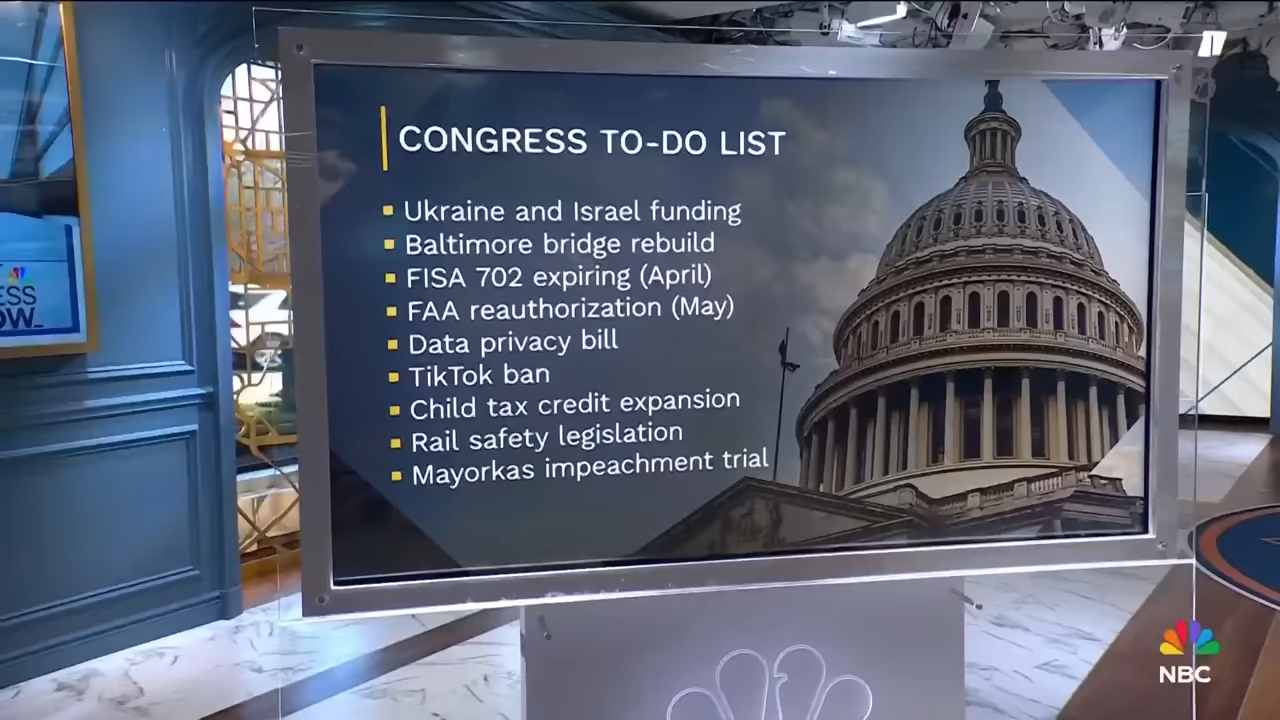 CONGRESS TO-DO LIST
Ukraine and Israel funding
Baltimore bridge rebuild
FISA 702 expiring (April)
FAA reauthorization (May)
Data privacy bill
TikTok ban
Child tax credit expansion
Rail safety legislation
Mayorkas impeachment trial
NBC